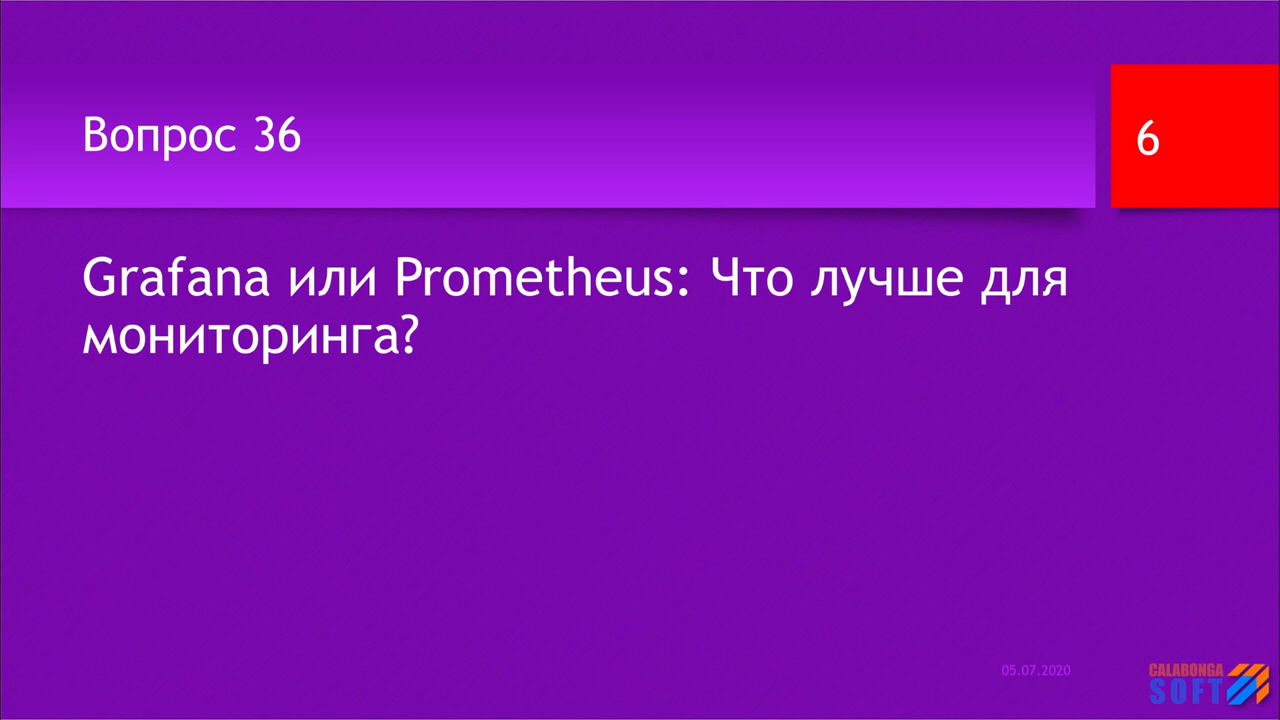 Вопрос 36
6
Grafana или Prometheus: Что лучше для
мониторинга?
05.07.2020
CALABONGA
SOFT